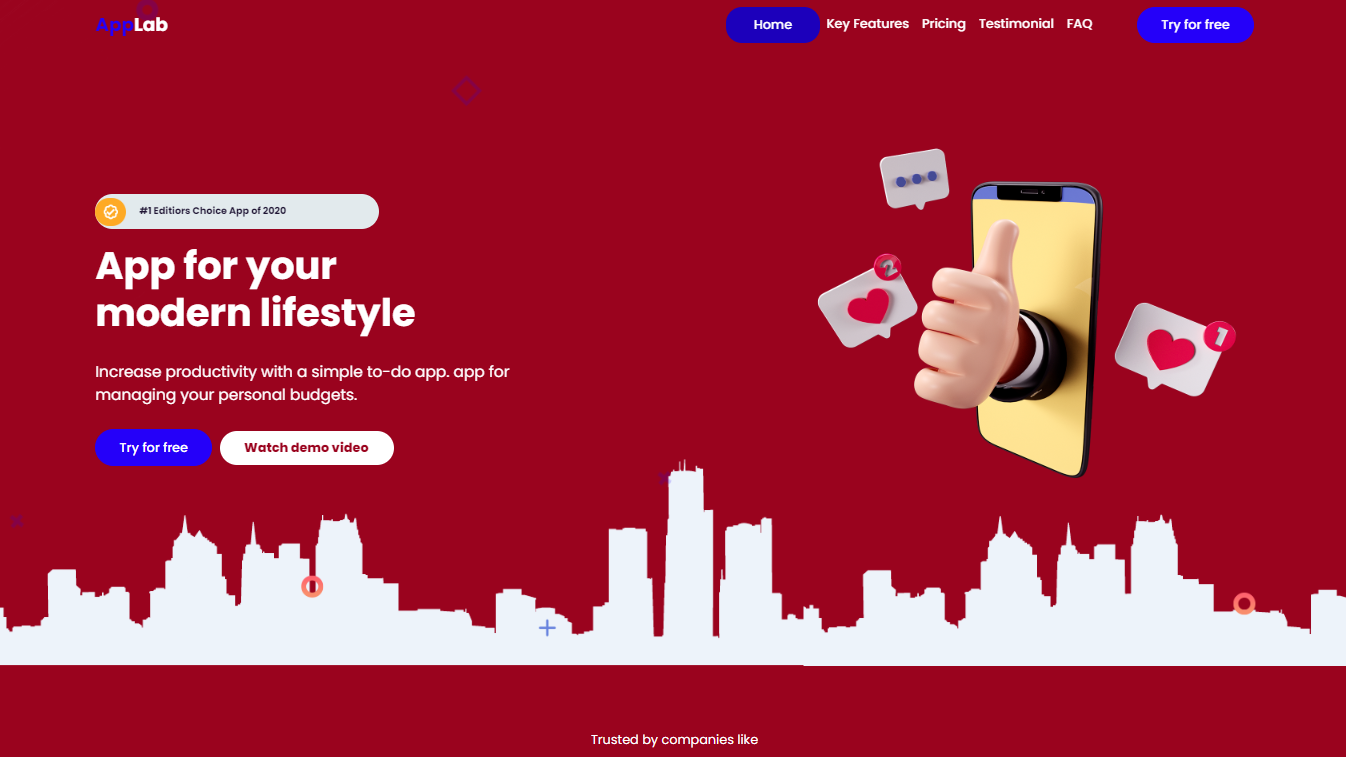 AppLab
Home
Key Features
Pricing
Testimonial
FAQ
Try for free
#1 Editiors Choice App of 2020
App for your
modern lifestyle
Increase productivity with a simple to-do app. app for
managing your personal budgets.
Try for free
Watch demo video
2
1
Trusted by companies like